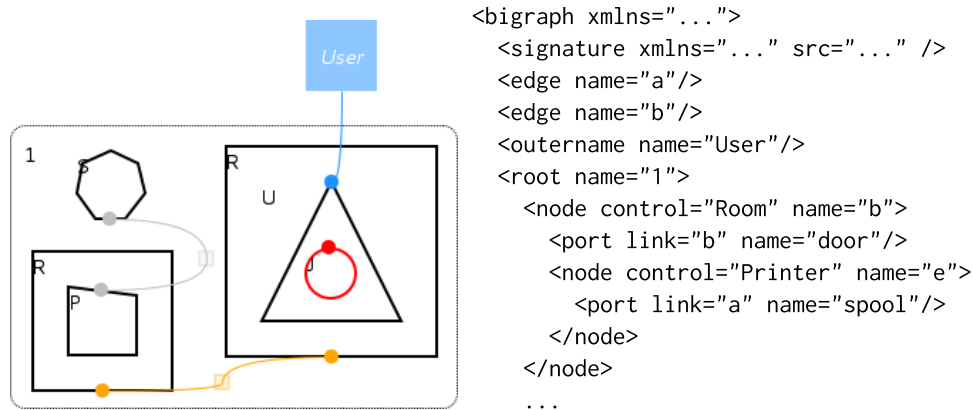 User
1
S
R
U
J
R
P
<bigraph xmlns="...">
<signature xmlns="..." src="..." />
<edge name="a"/>
<edge name="b"/>
<outername name="User"/>
<root name="1">
<node control="Room" name="b">
<port link="b" name="door"/>
<node control="Printer" name="e">
<port link="a" name="spool"/>
</node>
</node>
...